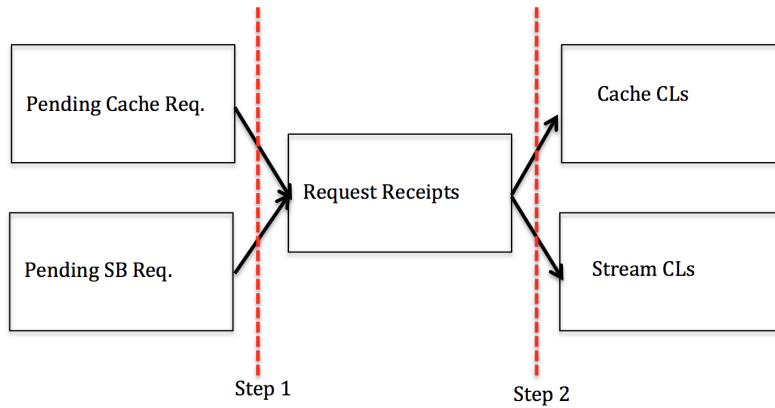 Pending Cache Req.
Pending SB Req.
Request Receipts
Cache CLs
Stream CLs
Step 1
Step 2